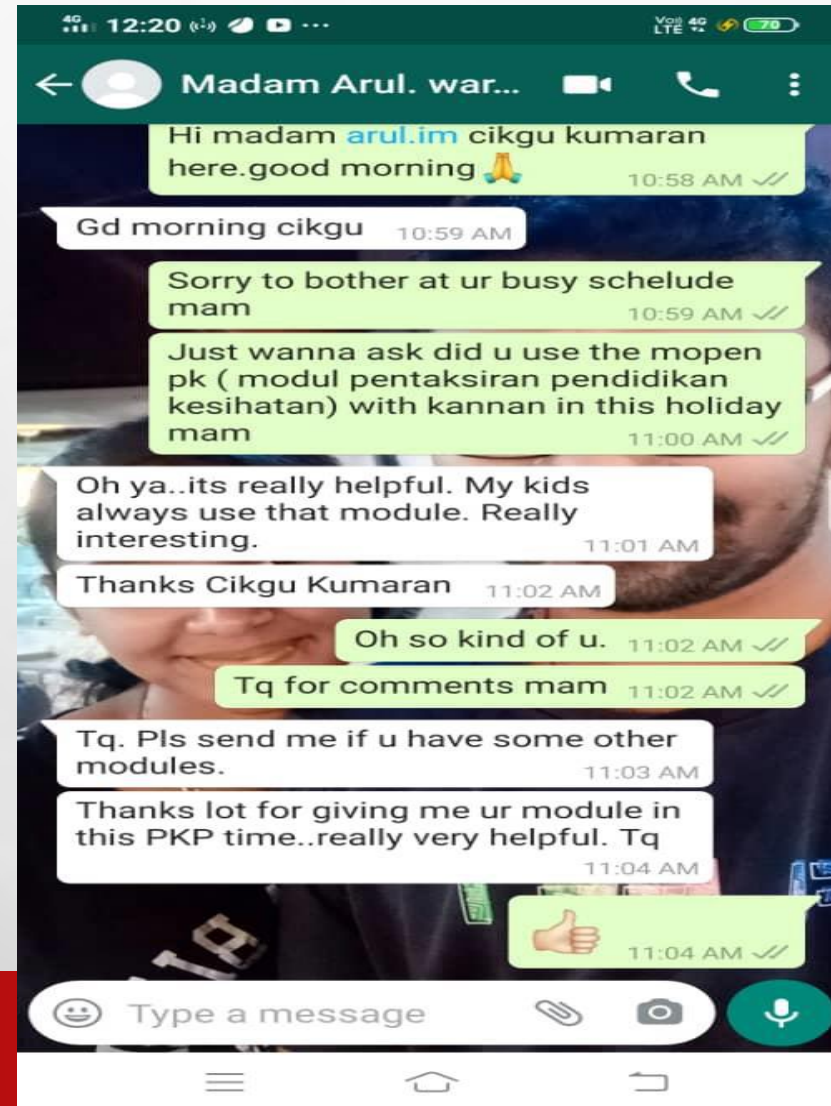 4G 12:20 ...
Vo)) LTE 4G 70
Madam Arul. war...
Hi madam arul.im cikgu kumaran
here.good morning 🙏 10:58 AM
Gd morning cikgu 10:59 AM
Sorry to bother at ur busy schelude
mam 10:59 AM
Just wanna ask did u use the mopen
pk ( modul pentaksiran pendidikan
kesihatan) with kannan in this holiday
mam 11:00 AM
Oh ya..its really helpful. My kids
always use that module. Really
interesting. 11:01 AM
Thanks Cikgu Kumaran 11:02 AM
Oh so kind of u. 11:02 AM
Tq for comments mam 11:02 AM
Tq. Pls send me if u have some other
modules. 11:03 AM
Thanks lot for giving me ur module in
this PKP time..really very helpful. Tq
11:04 AM
👍 11:04 AM
Type a message